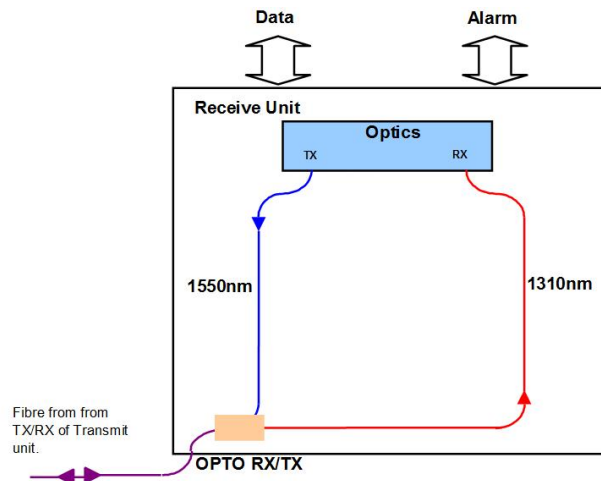 Data
Alarm
Receive Unit
Optics
TX
RX
1550nm
1310nm
Fibre from from
TX/RX of Transmit
unit.
OPTO RX/TX